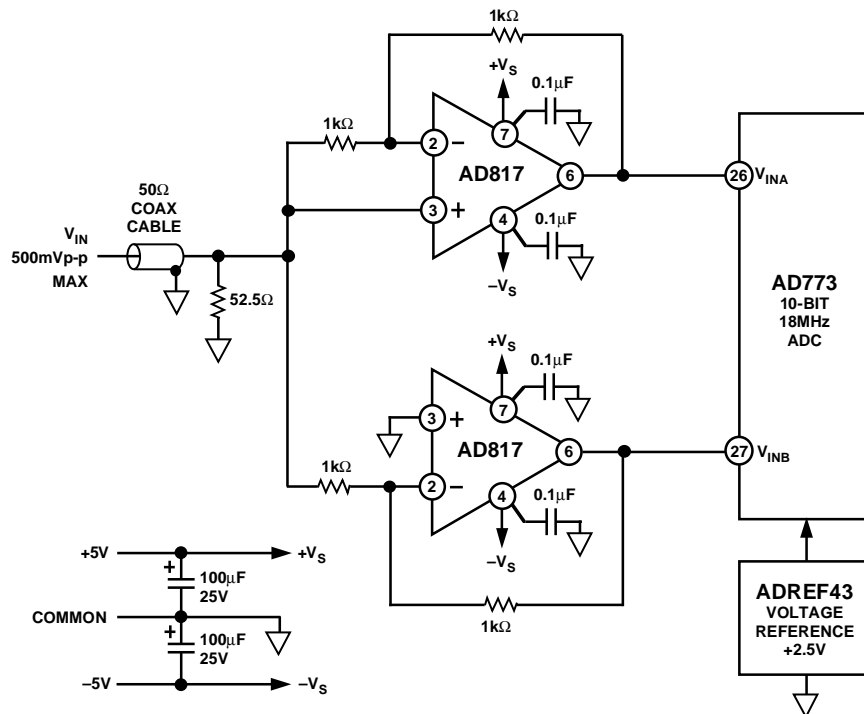 1kΩ
+VS
0.1µF
1kΩ
2
−
7
AD817
6
26
VINA
3
+
4
0.1µF
−VS
50Ω
COAX
CABLE
VIN
500mVp-p
MAX
52.5Ω
AD773
10-BIT
18MHz
ADC
+VS
0.1µF
3
+
7
AD817
6
27
VINB
1kΩ
2
−
4
0.1µF
−VS
1kΩ
+5V
+VS
+
100µF
25V
COMMON
+
100µF
25V
−5V
−VS
ADREF43
VOLTAGE
REFERENCE
+2.5V